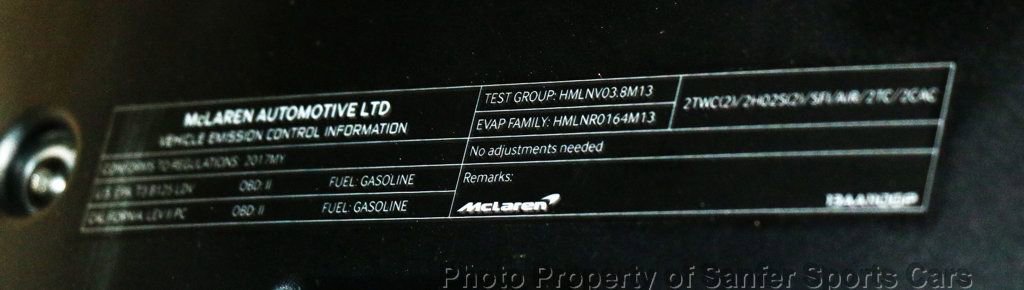 McLAREN AUTOMOTIVE LTD
VEHICLE EMISSION CONTROL INFORMATION
CONFORMS TO REGULATIONS: 2017MY
U.S. EPA: T3 B125 LDV OBD: II FUEL: GASOLINE
CALIFORNIA: LEV II PC OBD: II FUEL: GASOLINE
TEST GROUP: HMLNV03.8M13
EVAP FAMILY: HMLNR0164M13
2TWC(2)/2HO2S(2)/SFI/AIR/2TC/2CAC
No adjustments needed
Remarks:
McLaren
Photo Property of Sanfer Sports Cars